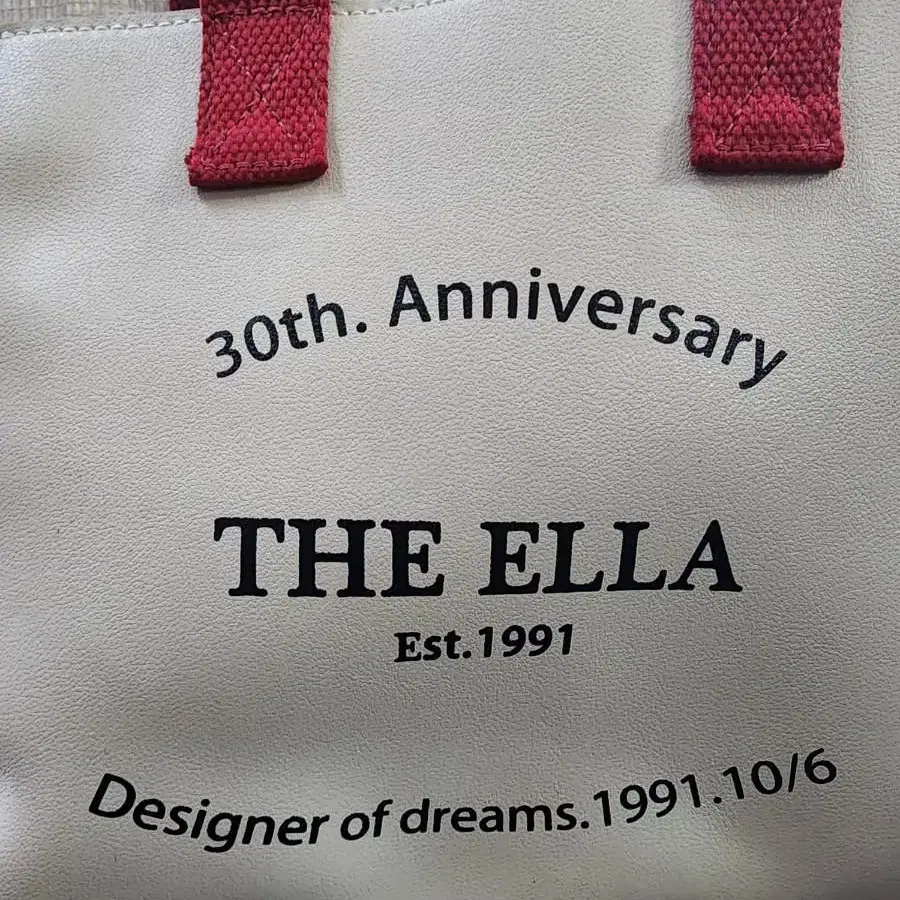 30th. Anniversary
THE ELLA
Est.1991
Designer of dreams.1991.10/6